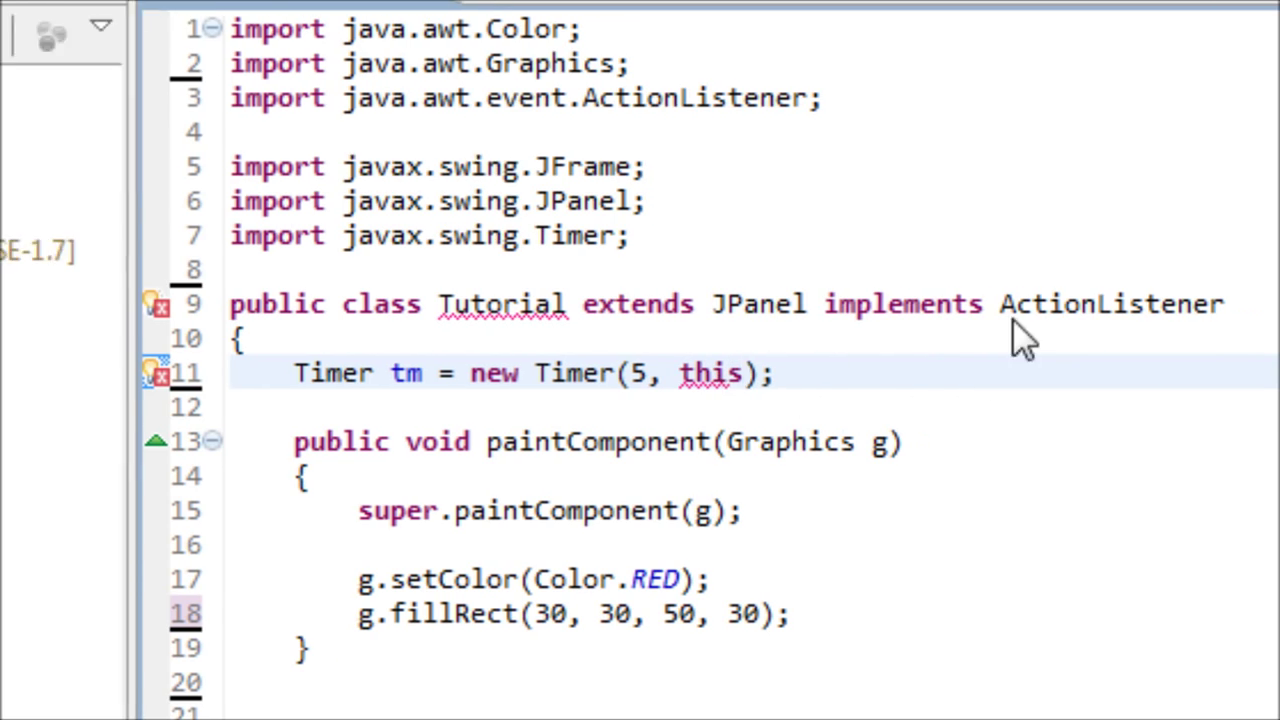 1 import java.awt.Color;
2 import java.awt.Graphics;
3 import java.awt.event.ActionListener;
4
5 import javax.swing.JFrame;
6 import javax.swing.JPanel;
7 import javax.swing.Timer;
SE-1.7]
8
9 public class Tutorial extends JPanel implements ActionListener
10 {
11 Timer tm = new Timer(5, this);
12
13 public void paintComponent(Graphics g)
14 {
15 super.paintComponent(g);
16
17 g.setColor(Color.RED);
18 g.fillRect(30, 30, 50, 30);
19 }
20
21